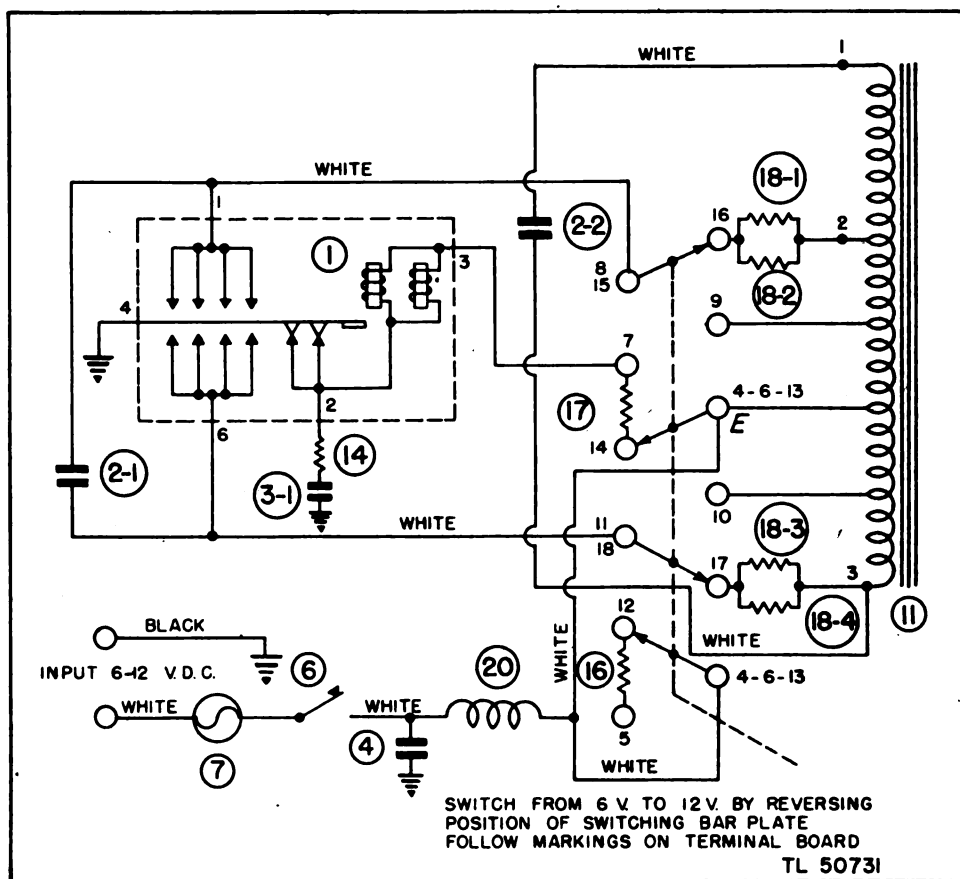 WHITE
1
18-1
WHITE
1
2-2
16
2
1
3
8
15
18-2
9
4
7
17
4-6-13
E
2
14
6
14
2-1
3-1
10
18-3
WHITE
11
18
17
3
18-4
11
BLACK
12
WHITE
INPUT 6-12 V.D.C.
6
20
WHITE
16
4-6-13
WHITE
WHITE
4
5
7
WHITE
SWITCH FROM 6 V. TO 12 V. BY REVERSING
POSITION OF SWITCHING BAR PLATE
FOLLOW MARKINGS ON TERMINAL BOARD
TL 50731